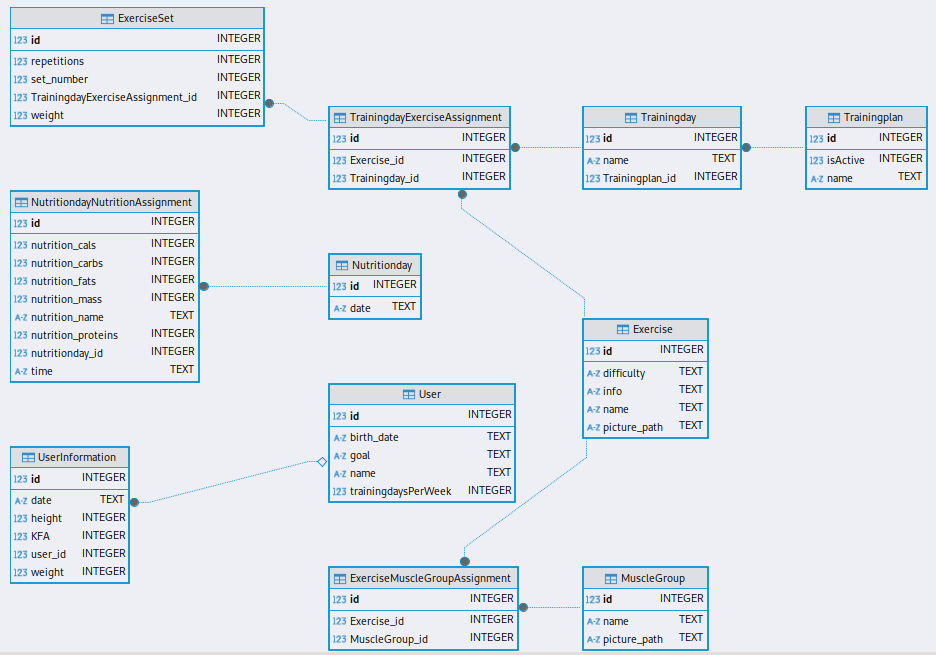 ExerciseSet
123 id INTEGER
123 repetitions INTEGER
123 set_number INTEGER
123 TrainingdayExerciseAssignment_id INTEGER
123 weight INTEGER
TrainingdayExerciseAssignment
123 id INTEGER
123 Exercise_id INTEGER
123 Trainingday_id INTEGER
Trainingday
123 id INTEGER
A-Z name TEXT
123 Trainingplan_id INTEGER
Trainingplan
123 id INTEGER
123 isActive INTEGER
A-Z name TEXT
NutritiondayNutritionAssignment
123 id INTEGER
123 nutrition_cals INTEGER
123 nutrition_carbs INTEGER
123 nutrition_fats INTEGER
123 nutrition_mass INTEGER
A-Z nutrition_name TEXT
123 nutrition_proteins INTEGER
123 nutritionday_id INTEGER
A-Z time TEXT
Nutritionday
123 id INTEGER
A-Z date TEXT
Exercise
123 id INTEGER
A-Z difficulty TEXT
A-Z info TEXT
A-Z name TEXT
A-Z picture_path TEXT
User
123 id INTEGER
A-Z birth_date TEXT
A-Z goal TEXT
A-Z name TEXT
123 trainingdaysPerWeek INTEGER
UserInformation
123 id INTEGER
A-Z date TEXT
123 height INTEGER
123 KFA INTEGER
123 user_id INTEGER
123 weight INTEGER
ExerciseMuscleGroupAssignment
123 id INTEGER
123 Exercise_id INTEGER
123 MuscleGroup_id INTEGER
MuscleGroup
123 id INTEGER
A-Z name TEXT
A-Z picture_path TEXT